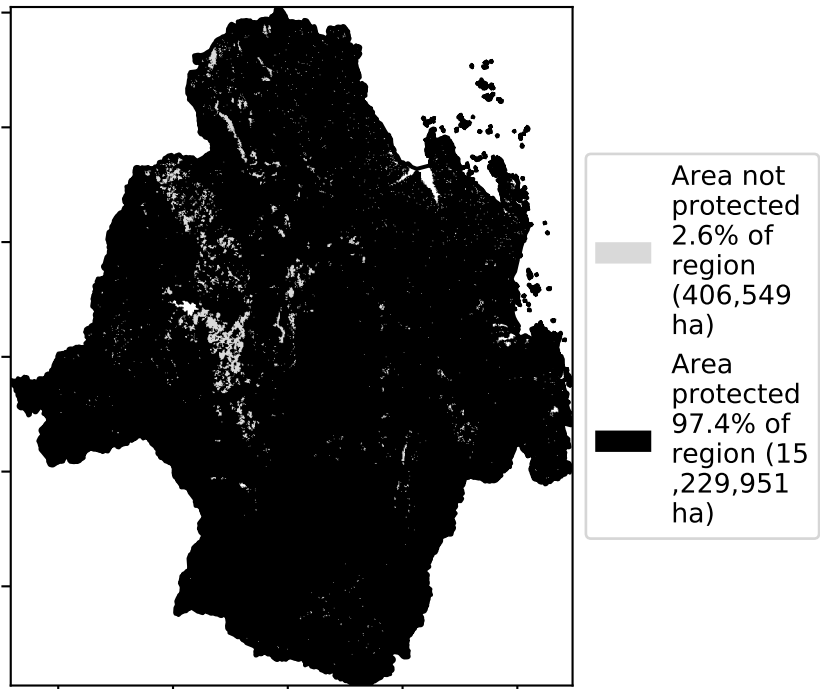 Area not
protected
2.6% of
region
(406,549
ha)
Area
protected
97.4% of
region (15
,229,951
ha)